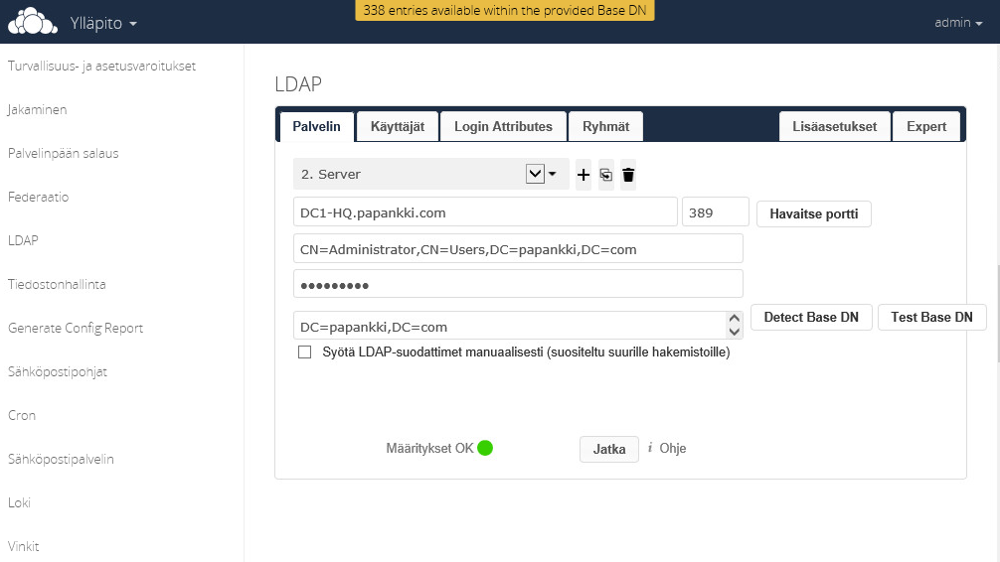 338 entries available within the provided Base DN
Ylläpito
admin
Turvallisuus- ja asetusvaroitukset
Jakaminen
Palvelinpään salaus
Federaatio
LDAP
Tiedostonhallinta
Generate Config Report
Sähköpostipohjat
Cron
Sähköpostipalvelin
Loki
Vinkit
LDAP
Palvelin Käyttäjät Login Attributes Ryhmät Lisäasetukset Expert
2. Server
DC1-HQ.papankki.com 389 Havaitse portti
CN=Administrator,CN=Users,DC=papankki,DC=com
●●●●●●●●●
DC=papankki,DC=com Detect Base DN Test Base DN
Syötä LDAP-suodattimet manuaalisesti (suositeltu suurille hakemistoille)
Määritykset OK Jatka i Ohje